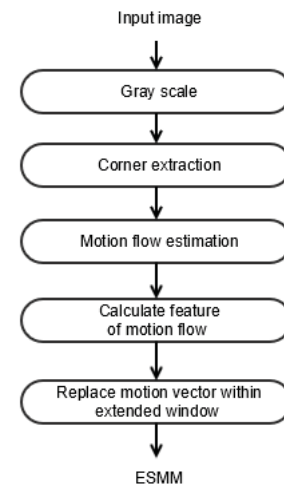 Input image
Gray scale
Corner extraction
Motion flow estimation
Calculate feature
of motion flow
Replace motion vector within
extended window
ESMM